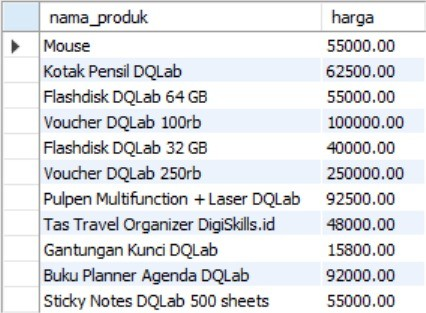 nama_produk harga
Mouse 55000.00
Kotak Pensil DQLab 62500.00
Flashdisk DQLab 64 GB 55000.00
Voucher DQLab 100rb 100000.00
Flashdisk DQLab 32 GB 40000.00
Voucher DQLab 250rb 250000.00
Pulpen Multifunction + Laser DQLab 92500.00
Tas Travel Organizer DigiSkills.id 48000.00
Gantungan Kunci DQLab 15800.00
Buku Planner Agenda DQLab 92000.00
Sticky Notes DQLab 500 sheets 55000.00